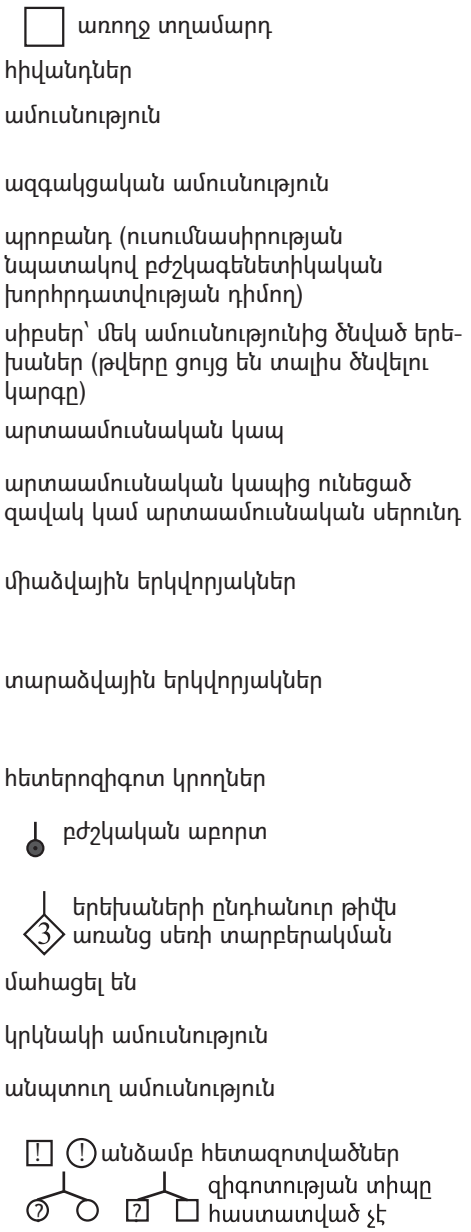 առողջ տղամարդ
հիվանդներ
ամուսնություն
ազգակցական ամուսնություն
պրոբանդ (ուսումնասիրության
նպատակով բժշկագենետիկական
խորհրդատվության դիմող)
սիբսեր՝ մեկ ամուսնությունից ծնված երե-
խաներ (թվերը ցույց են տալիս ծնվելու
կարգը)
արտաամուսնական կապ
արտաամուսնական կապից ունեցած
զավակ կամ արտաամուսնական սերունդ
միաձվային երկվորյակներ
տարաձվային երկվորյակներ
հետերոզիգոտ կրողներ
բժշկական աբորտ
երեխաների ընդհանուր թիվն
3 առանց սեռի տարբերակման
մահացել են
կրկնակի ամուսնություն
անպտուղ ամուսնություն
! ! անձամբ հետազոտվածներ
զիգոտության տիպը
? ? հաստատված չէ